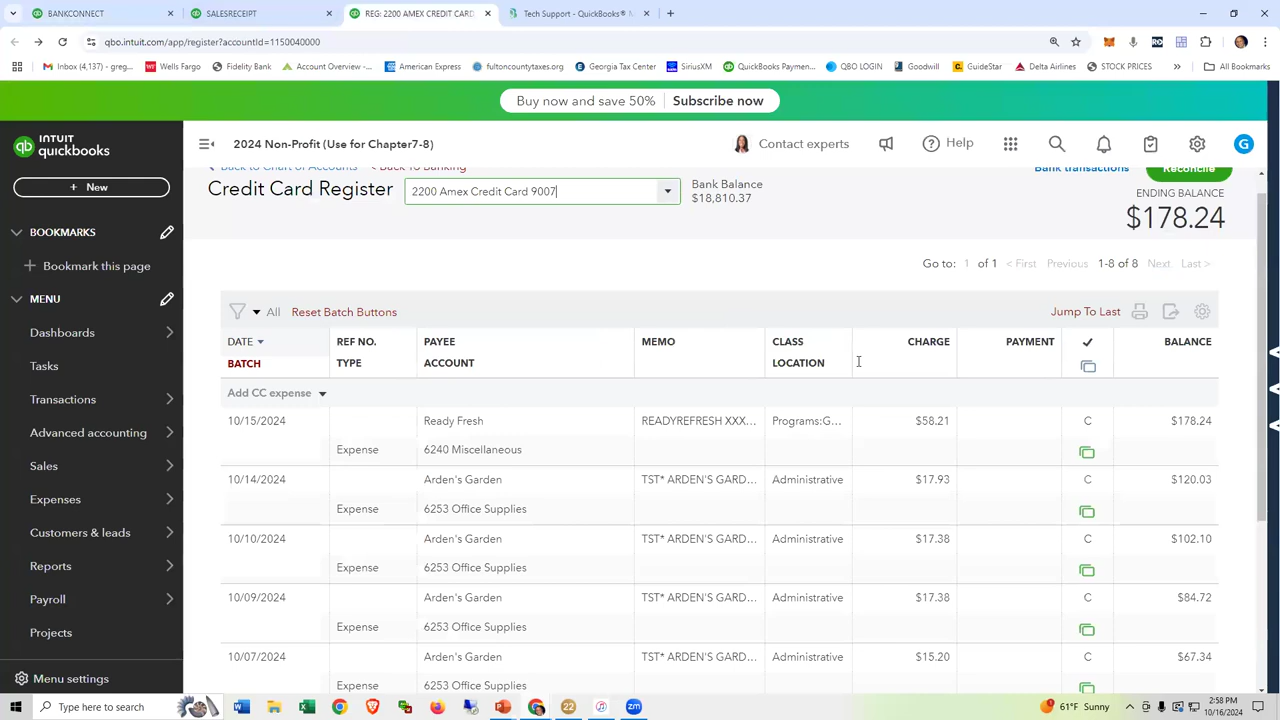 BANKCONNECT
SALESRECEIPT
REG: 2200 AMEX CREDIT CARD
Tech Support - QuickBooks® M
qbo.intuit.com/app/register?accountId=1150040000
Inbox (4,137) - greg...
Wells Fargo
Fidelity Bank
Account Overview -...
American Express
fultoncountytaxes.org
Georgia Tax Center
SiriusXM
QuickBooks Paymen...
QBO LOGIN
Goodwill
GuideStar
Delta Airlines
STOCK PRICES
»
All Bookmarks
Buy now and save 50% Subscribe now
INTUIT
quickbooks
2024 Non-Profit (Use for Chapter7-8)
Contact experts
Help
G
+ New
BOOKMARKS
Bookmark this page
MENU
Dashboards
Tasks
Transactions
Advanced accounting
Sales
Expenses
Customers & leads
Reports
Payroll
Projects
Menu settings
Back to Chart of Accounts < Back To Banking
Bank transactions
Reconcile
Credit Card Register
2200 Amex Credit Card 9007
Bank Balance
$18,810.37
ENDING BALANCE
$178.24
Go to: 1 of 1 < First Previous 1-8 of 8 Next Last >
All Reset Batch Buttons Jump To Last
DATE REF NO. PAYEE MEMO CLASS CHARGE PAYMENT ✓ BALANCE
BATCH TYPE ACCOUNT LOCATION
Add CC expense
10/15/2024 Ready Fresh READYREFRESH XXX... Programs:G... $58.21 C $178.24
Expense 6240 Miscellaneous
10/14/2024 Arden's Garden TST* ARDEN'S GARD... Administrative $17.93 C $120.03
Expense 6253 Office Supplies
10/10/2024 Arden's Garden TST* ARDEN'S GARD... Administrative $17.38 C $102.10
Expense 6253 Office Supplies
10/09/2024 Arden's Garden TST* ARDEN'S GARD... Administrative $17.38 C $84.72
Expense 6253 Office Supplies
10/07/2024 Arden's Garden TST* ARDEN'S GARD... Administrative $15.20 C $67.34
Expense 6253 Office Supplies
Type here to search
22
zm
61°F Sunny
2:58 PM
10/16/2024